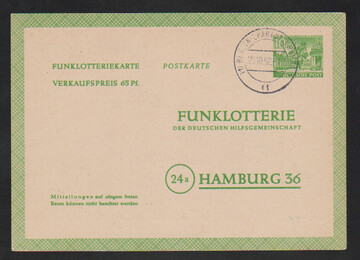 FUNKLOTTERIEKARTE
VERKAUFSPREIS 65 Pf.
POSTKARTE
FUNKLOTTERIE
DER DEUTSCHEN HILFSGEMEINSCHAFT
24a HAMBURG 36
Mitteilungen auf obigem freien
Raum können nicht beachtet werden